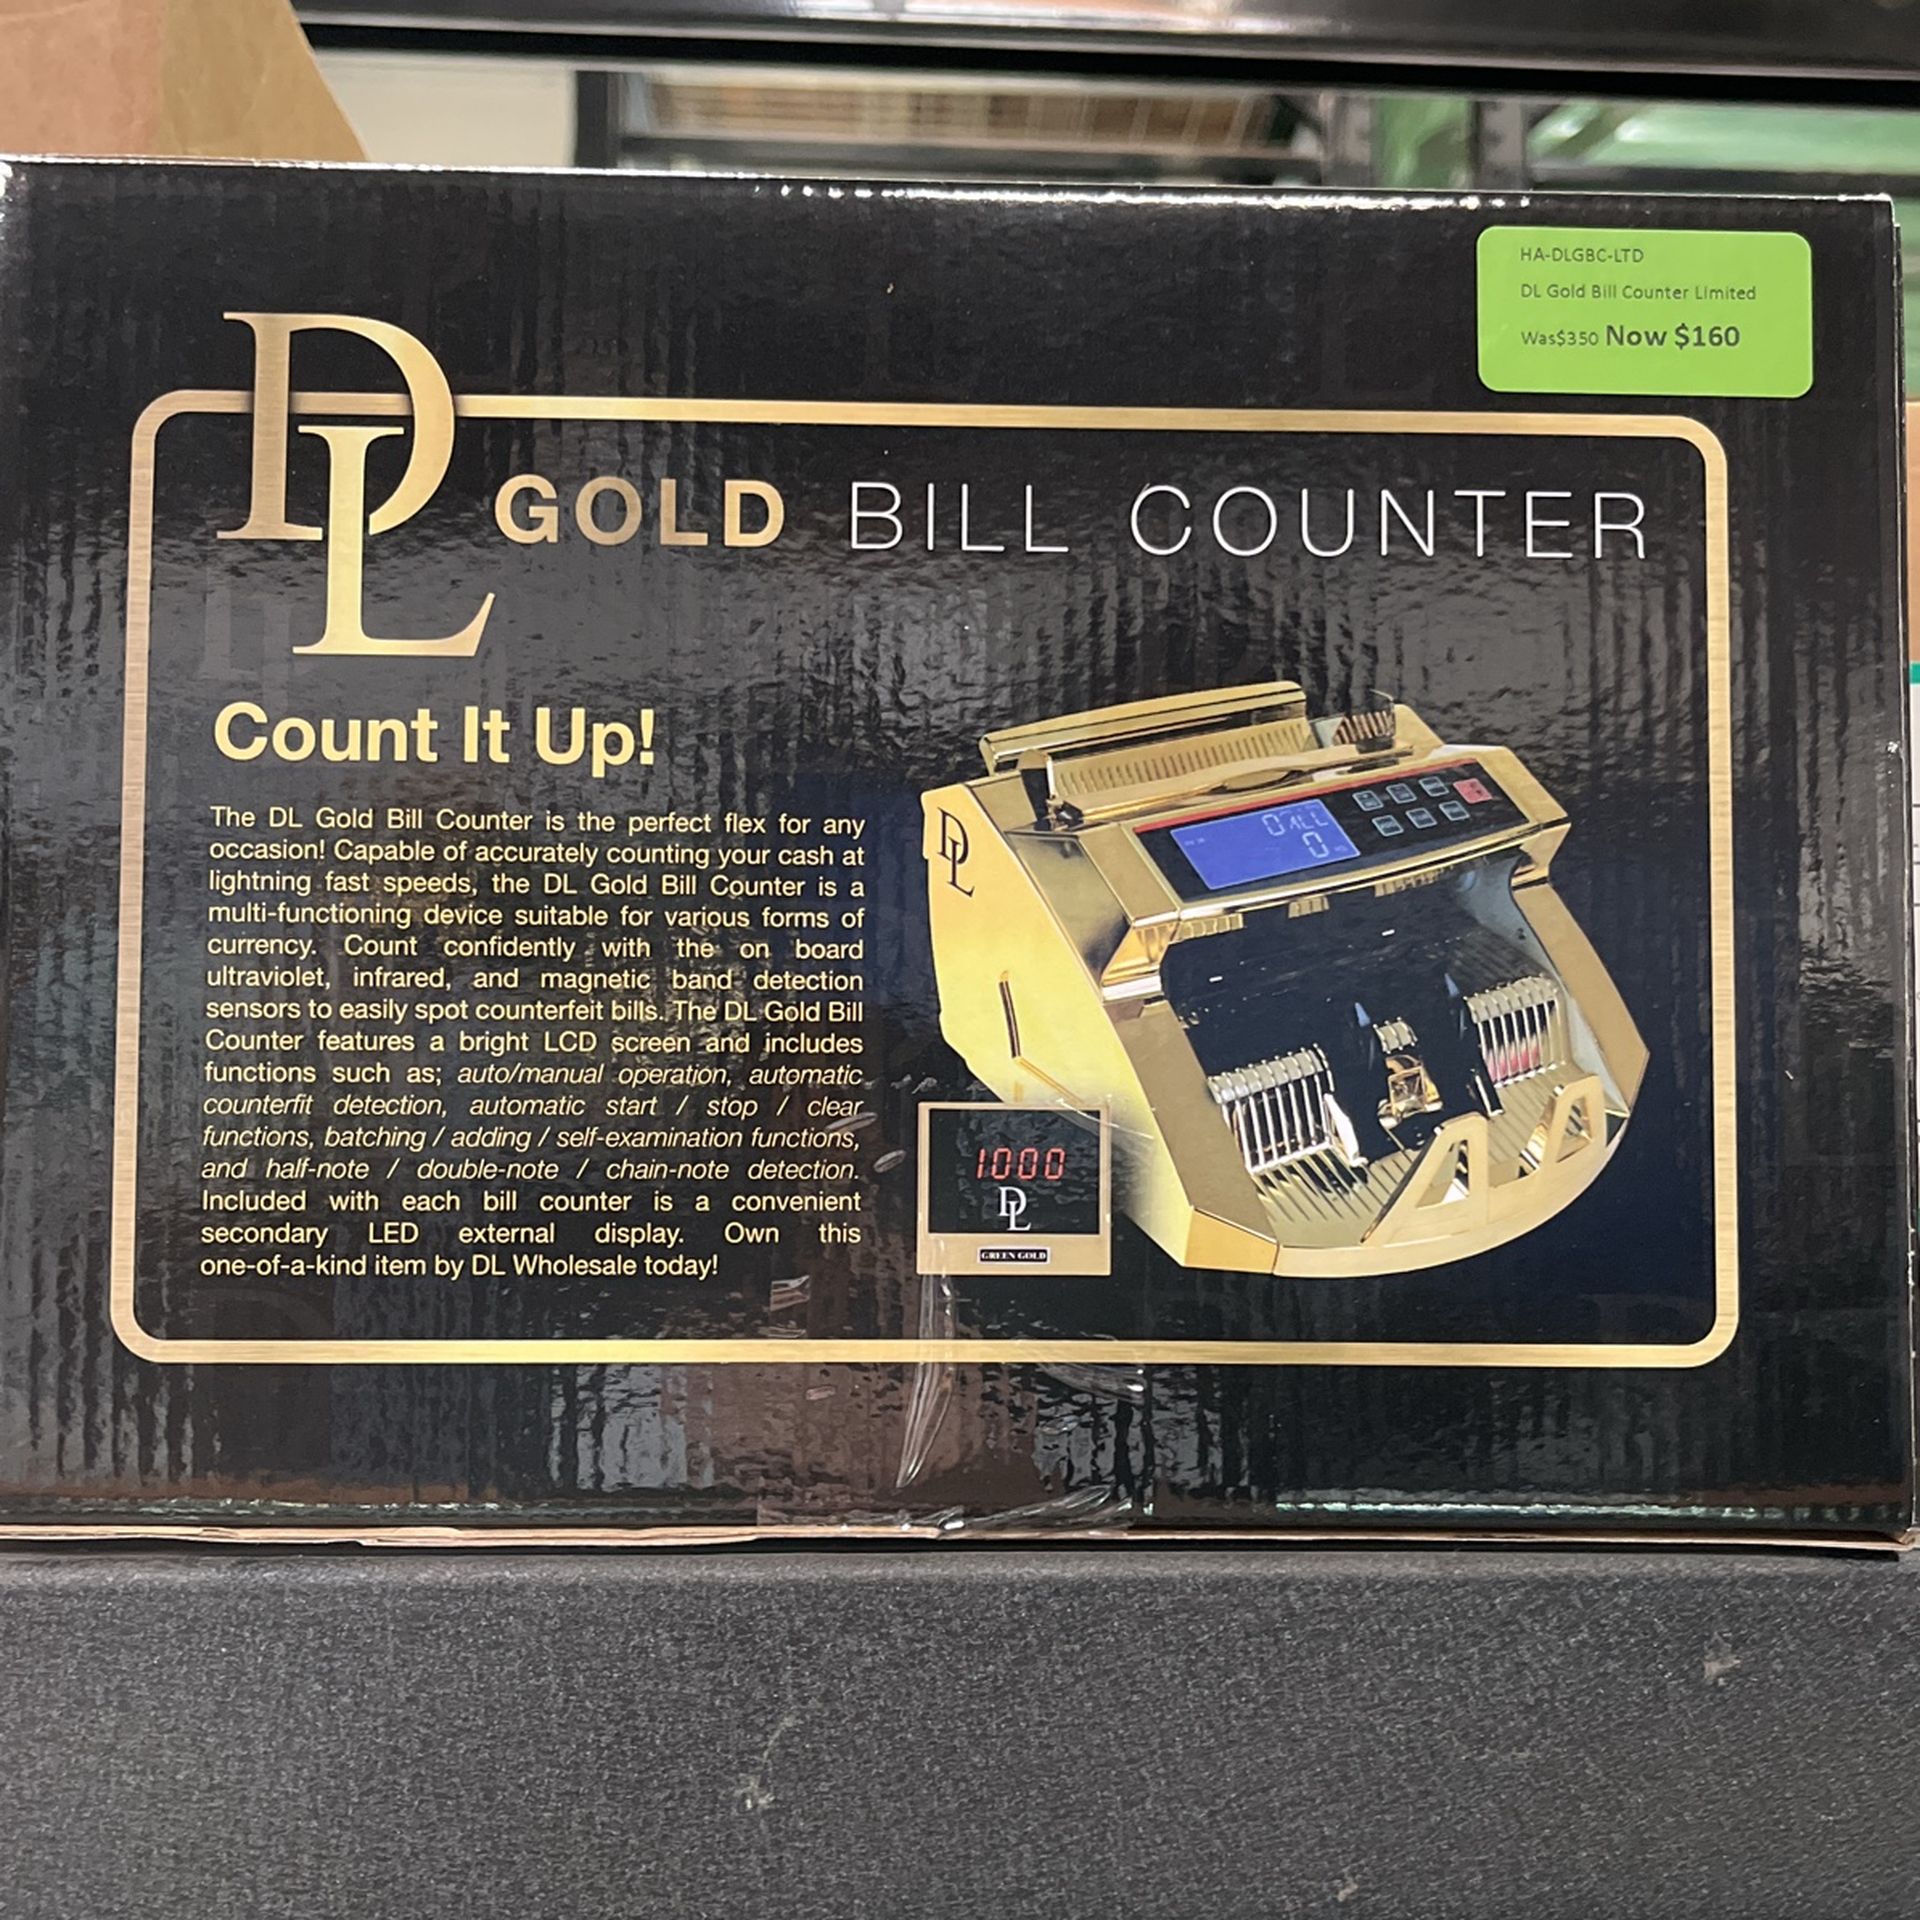 HA-DLGBC-LTD
DL Gold Bill Counter Limited
Was$350 Now $160
DL GOLD BILL COUNTER
Count It Up!
The DL Gold Bill Counter is the perfect flex for any
occasion! Capable of accurately counting your cash at
lightning fast speeds, the DL Gold Bill Counter is a
multi-functioning device suitable for various forms of
currency. Count confidently with the on board
ultraviolet, infrared, and magnetic band detection
sensors to easily spot counterfeit bills. The DL Gold Bill
Counter features a bright LCD screen and includes
functions such as; auto/manual operation, automatic
counterfit detection, automatic start / stop / clear
functions, batching / adding / self-examination functions,
and half-note / double-note / chain-note detection.
Included with each bill counter is a convenient
secondary LED external display. Own this
one-of-a-kind item by DL Wholesale today!
DL
0 ALL
0
1000
DL
GREEN GOLD